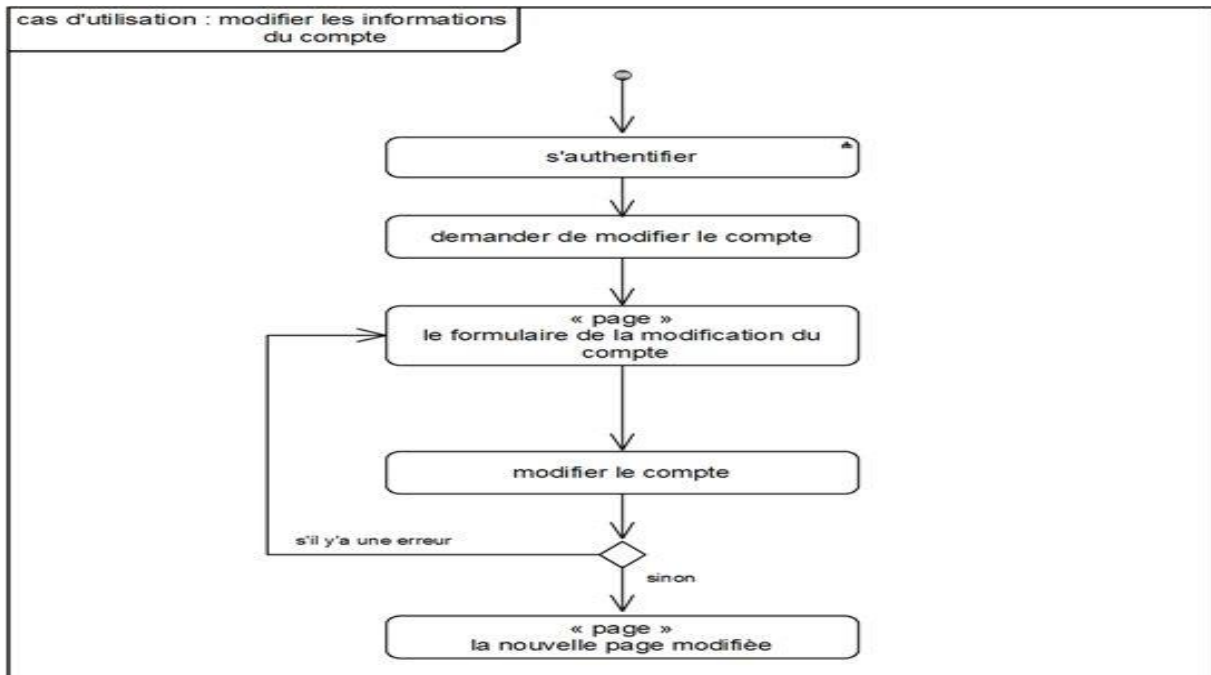 cas d'utilisation : modifier les informations
du compte
s'authentifier
demander de modifier le compte
« page »
le formulaire de la modification du
compte
modifier le compte
s'il y'a une erreur
sinon
« page »
la nouvelle page modifièe